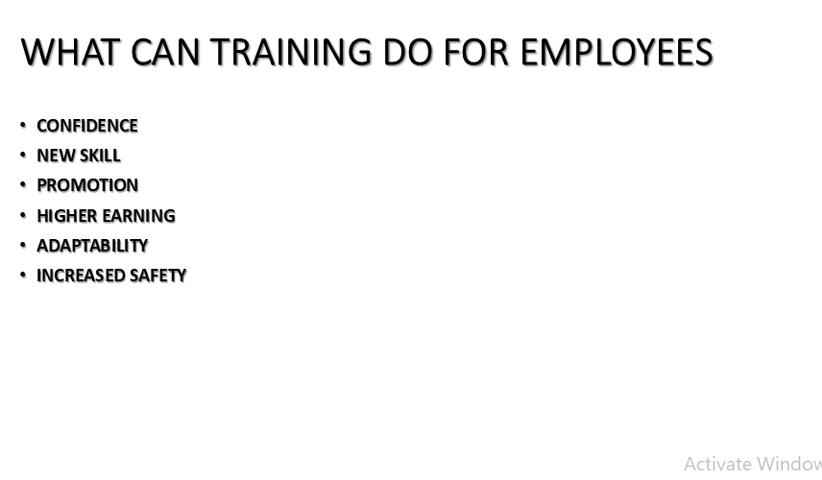 WHAT CAN TRAINING DO FOR EMPLOYEES
• CONFIDENCE
• NEW SKILL
• PROMOTION
• HIGHER EARNING
• ADAPTABILITY
• INCREASED SAFETY
Activate Window